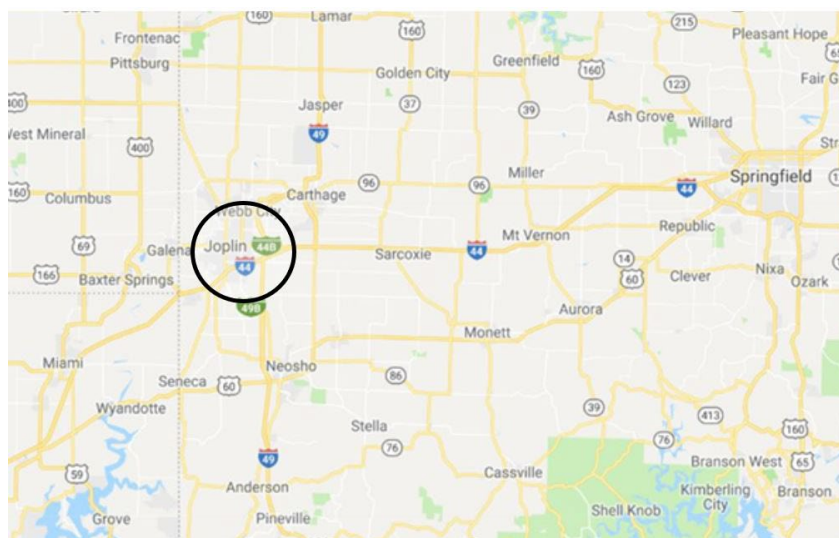 Lamar
160
215
Frontenac
160
Pleasant Hope
Pittsburg
Greenfield
65
Golden City
160
Fair G
123
400
Jasper
37
39
Ash Grove
Willard
49
West Mineral
400
Str
Miller
160
Carthage
96
96
44
Springfield
Columbus
Webb City
Republic
69
Galena
Joplin
44B
Mt Vernon
Sarcoxie
44
14
44
166
Baxter Springs
60
Clever
Nixa
Ozark
49B
Aurora
Monett
Miami
Neosho
86
Seneca
60
Wyandotte
39
413
Stella
76
160
76
49
Branson West
65
59
Cassville
Anderson
Kimberling
City
Branson
Grove
Pineville
Shell Knob